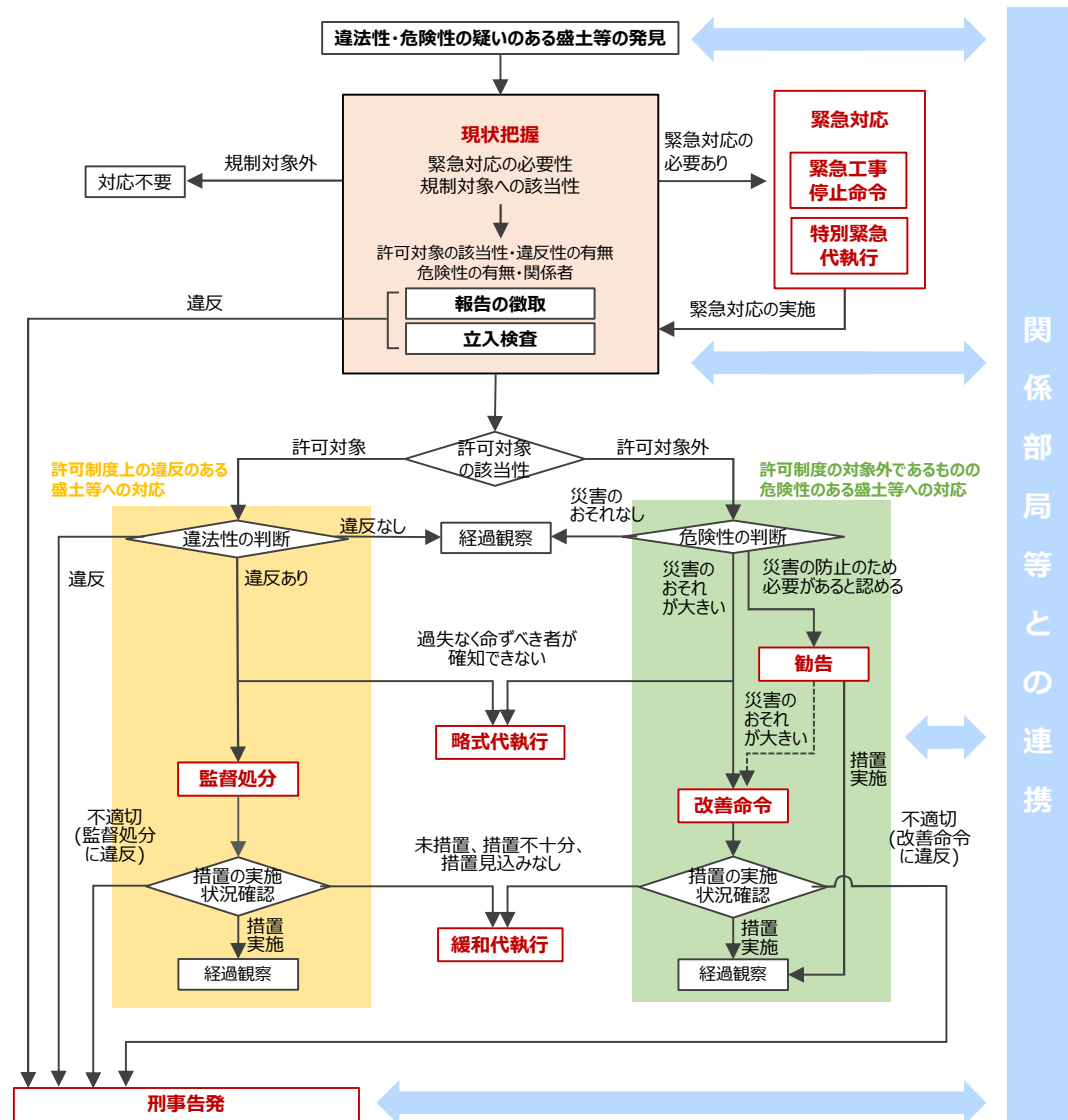 違法性・危険性の疑いのある盛土等の発見
現状把握
緊急対応の必要性
規制対象への該当性
許可対象の該当性・違反性の有無
危険性の有無・関係者
報告の徴取
立入検査
規制対象外
対応不要
緊急対応の
必要あり
緊急対応
緊急工事
停止命令
特別緊急
代執行
緊急対応の実施
違反
許可対象
の該当性
許可対象
許可対象外
許可制度上の違反のある
盛土等への対応
許可制度の対象外であるものの
危険性のある盛土等への対応
違法性の判断
違反なし
経過観察
災害の
おそれなし
危険性の判断
違反
違反あり
災害の
おそれ
が大きい
災害の防止のため
必要があると認める
過失なく命ずべき者が
確知できない
勧告
略式代執行
災害の
おそれ
が大きい
措置
実施
監督処分
改善命令
不適切
(監督処分
に違反)
未措置、措置不十分、
措置見込みなし
不適切
(改善命令
に違反)
措置の実施
状況確認
措置の実施
状況確認
措置
実施
緩和代執行
措置
実施
経過観察
経過観察
刑事告発
関係部局等との連携